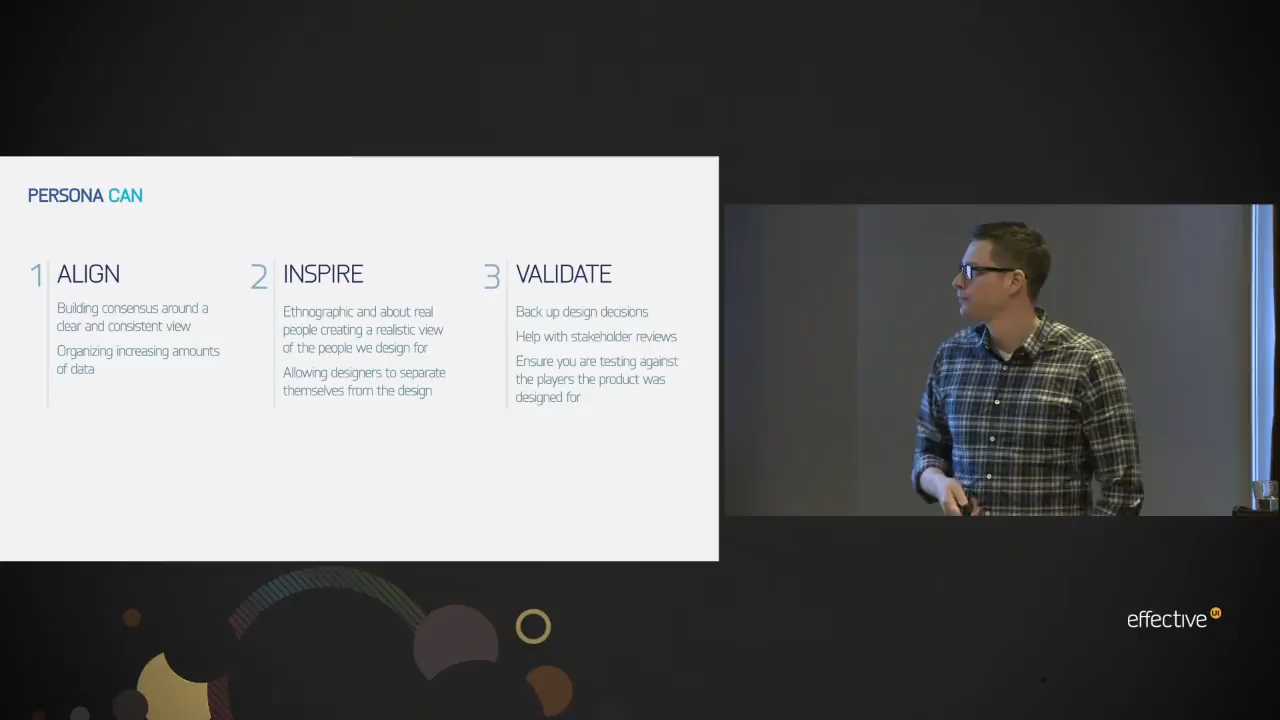 PERSONA CAN
1 ALIGN
Building consensus around a
clear and consistent view
Organizing increasing amounts
of data
2 INSPIRE
Ethnographic and about real
people creating a realistic view
of the people we design for
Allowing designers to separate
themselves from the design
3 VALIDATE
Back up design decisions
Help with stakeholder reviews
Ensure you are testing against
the players the product was
designed for
effective UI